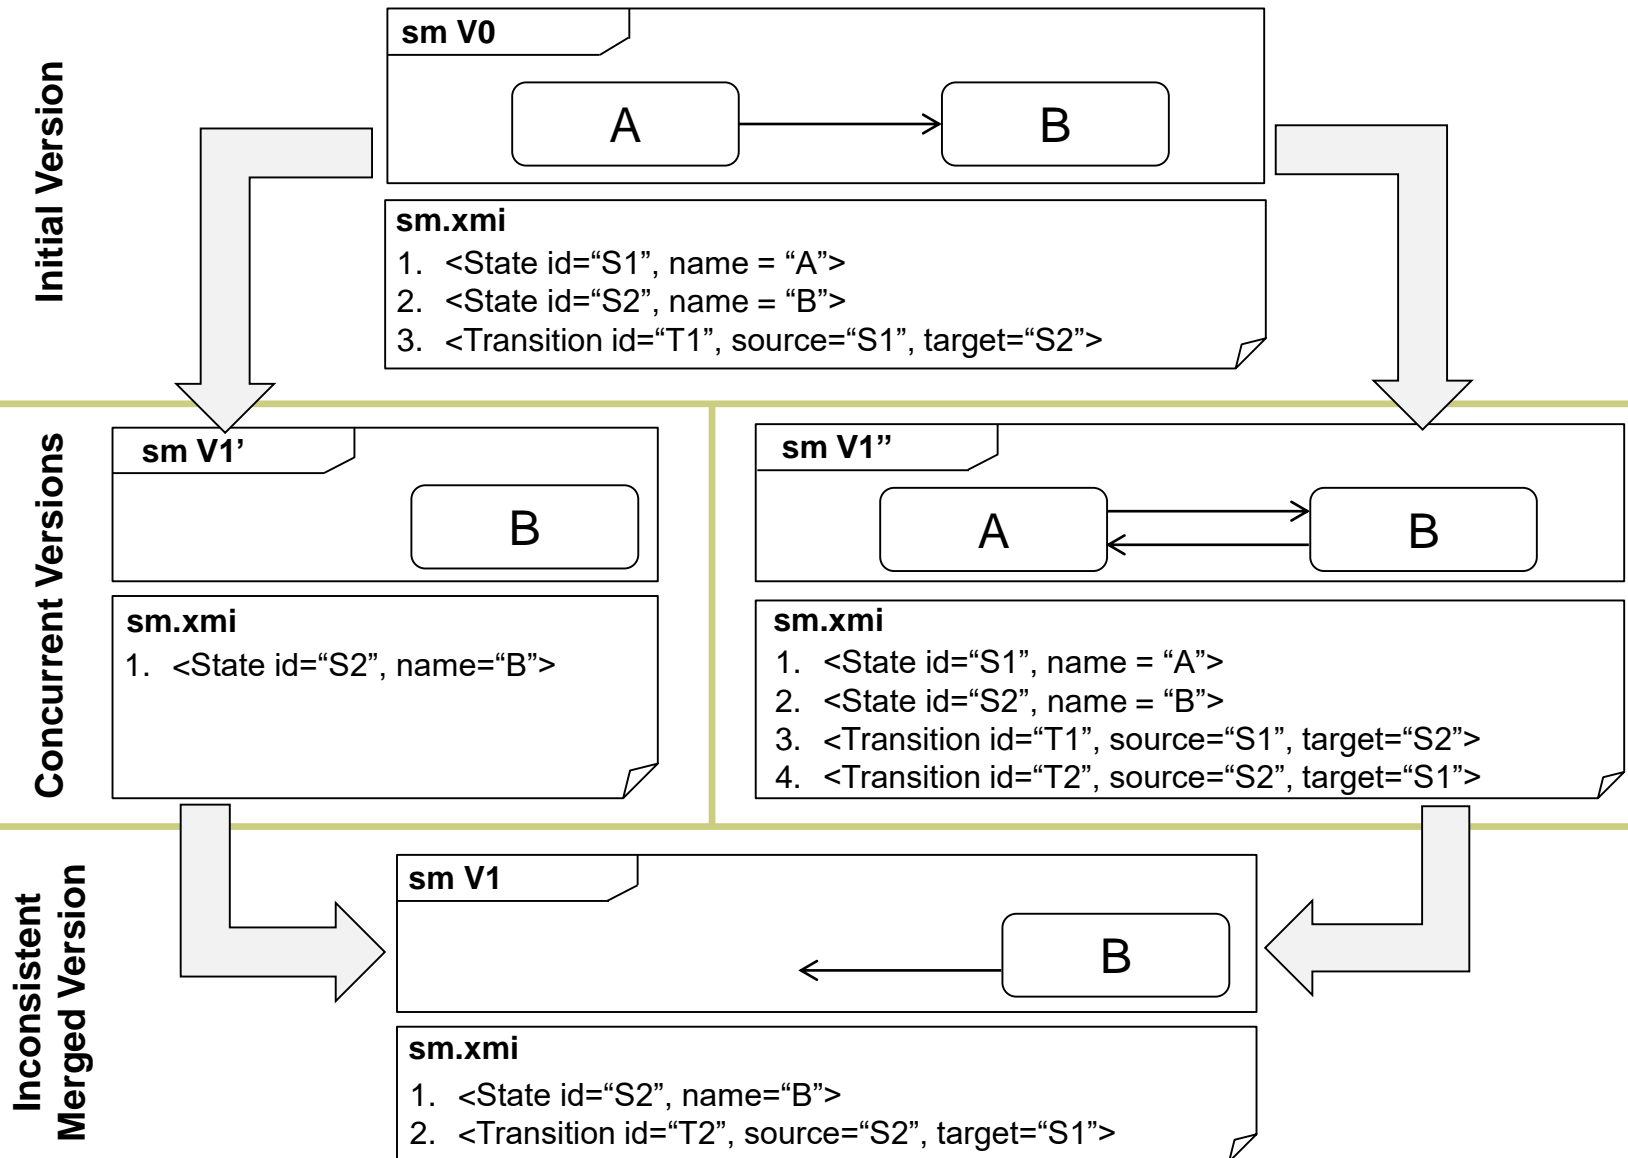 Initial Version
sm V0
A
B
sm.xmi
1. <State id=“S1”, name = “A”>
2. <State id=“S2”, name = “B”>
3. <Transition id=“T1”, source=“S1”, target=“S2”>
Concurrent Versions
sm V1’
B
sm.xmi
1. <State id=“S2”, name=“B”>
sm V1’’
A
B
sm.xmi
1. <State id=“S1”, name = “A”>
2. <State id=“S2”, name = “B”>
3. <Transition id=“T1”, source=“S1”, target=“S2”>
4. <Transition id=“T2”, source=“S2”, target=“S1”>
Inconsistent
Merged Version
sm V1
B
sm.xmi
1. <State id=“S2”, name=“B”>
2. <Transition id=“T2”, source=“S2”, target=“S1”>